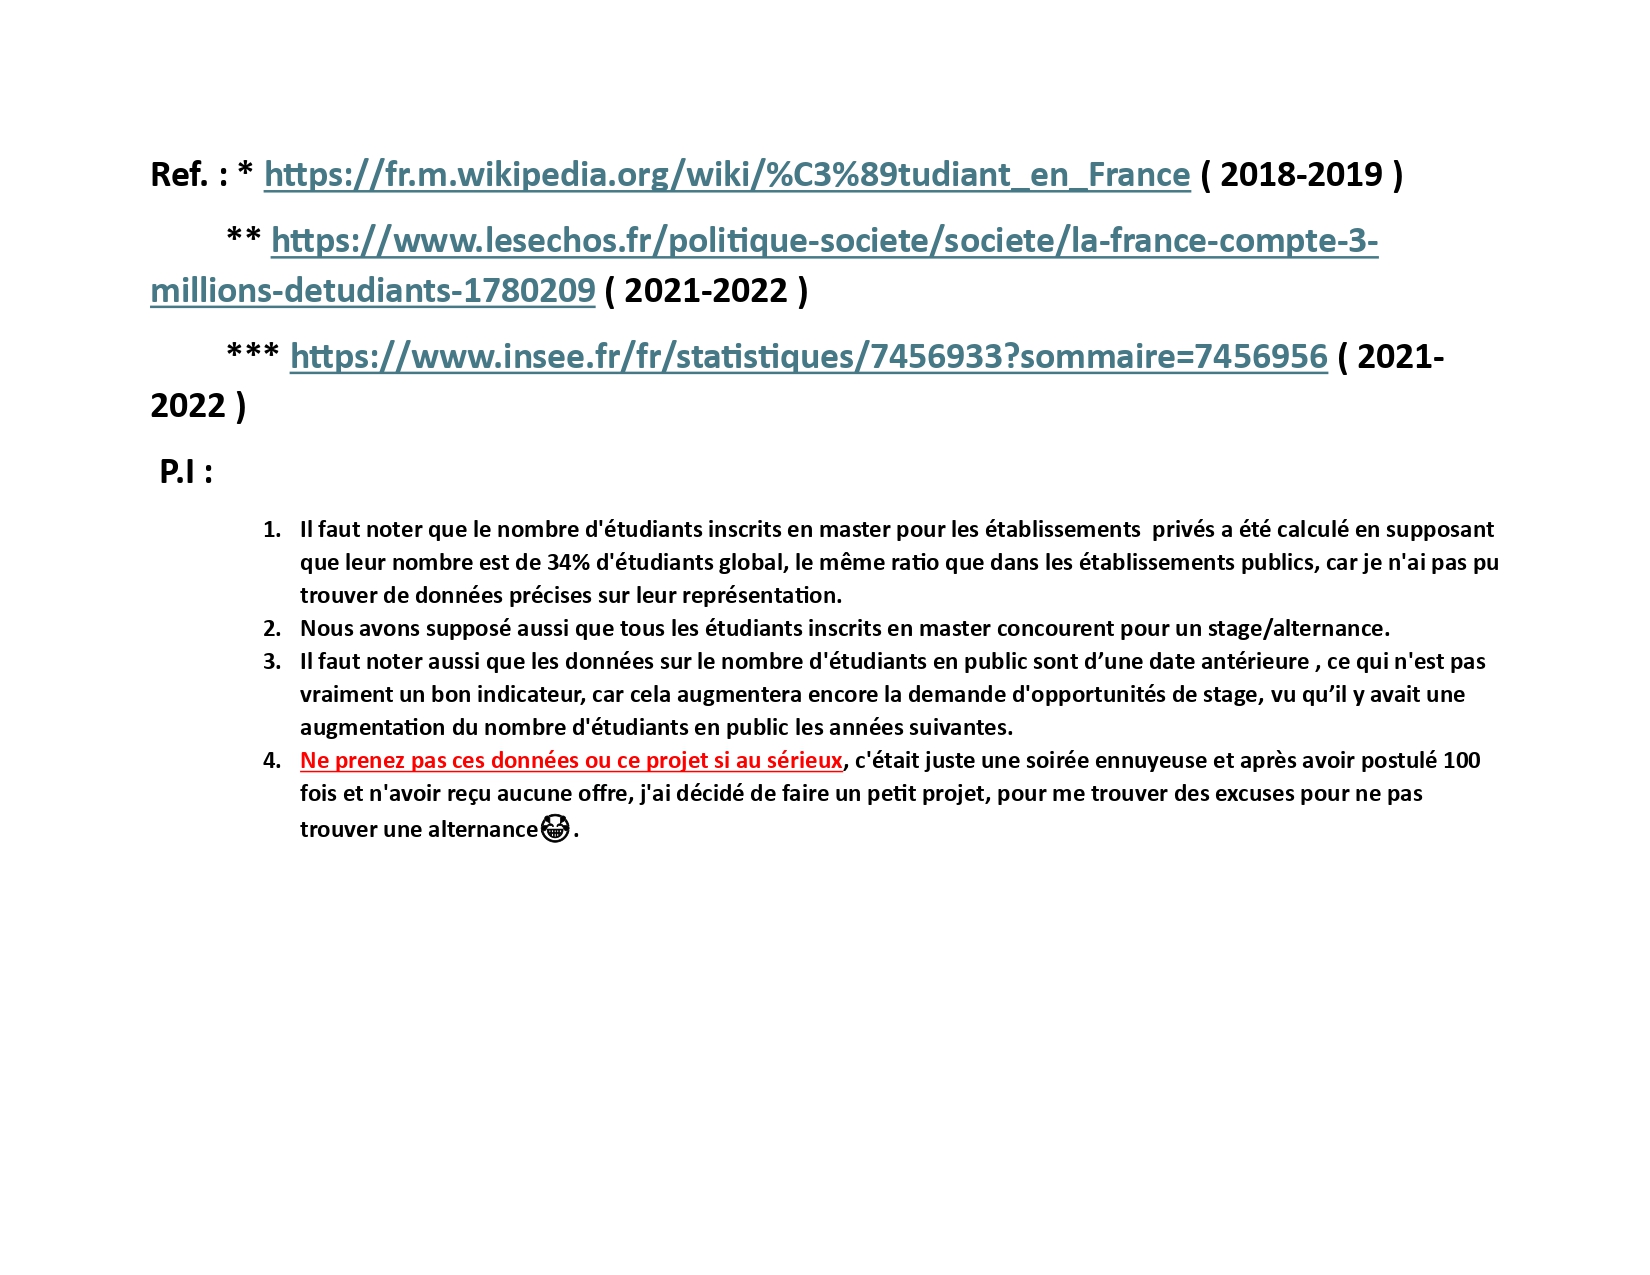 Ref. : * https://fr.m.wikipedia.org/wiki/%C3%89tudiant_en_France ( 2018-2019 )
** https://www.lesechos.fr/politique-societe/societe/la-france-compte-3-
millions-detudiants-1780209 ( 2021-2022 )
*** https://www.insee.fr/fr/statistiques/7456933?sommaire=7456956 ( 2021-
2022 )
P.I :
1. Il faut noter que le nombre d'étudiants inscrits en master pour les établissements  privés a été calculé en supposant
que leur nombre est de 34% d'étudiants global, le même ratio que dans les établissements publics, car je n'ai pas pu
trouver de données précises sur leur représentation.
2. Nous avons supposé aussi que tous les étudiants inscrits en master concourent pour un stage/alternance.
3. Il faut noter aussi que les données sur le nombre d'étudiants en public sont d’une date antérieure , ce qui n'est pas
vraiment un bon indicateur, car cela augmentera encore la demande d'opportunités de stage, vu qu’il y avait une
augmentation du nombre d'étudiants en public les années suivantes.
4. Ne prenez pas ces données ou ce projet si au sérieux, c'était juste une soirée ennuyeuse et après avoir postulé 100
fois et n'avoir reçu aucune offre, j'ai décidé de faire un petit projet, pour me trouver des excuses pour ne pas
trouver une alternance😂.